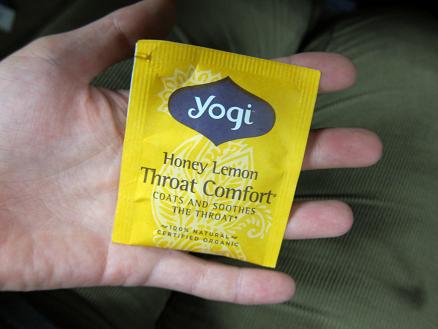 yogi
Honey Lemon
Throat Comfort®
COATS AND SOOTHES
THE THROAT*
~100% NATURAL~
CERTIFIED ORGANIC